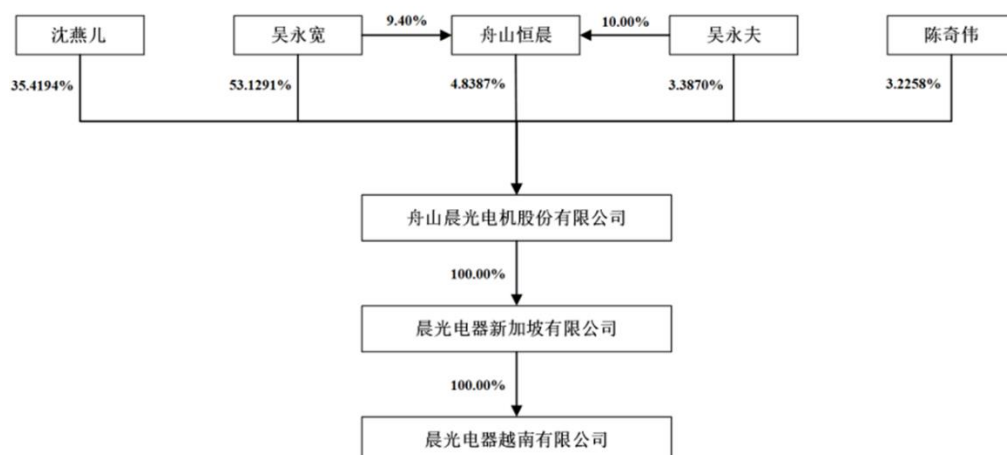 9.40%
10.00%
沈燕儿
吴永宽
舟山恒晨
吴永夫
陈奇伟
35.4194%
53.1291%
4.8387%
3.3870%
3.2258%
舟山晨光电机股份有限公司
100.00%
晨光电器新加坡有限公司
100.00%
晨光电器越南有限公司